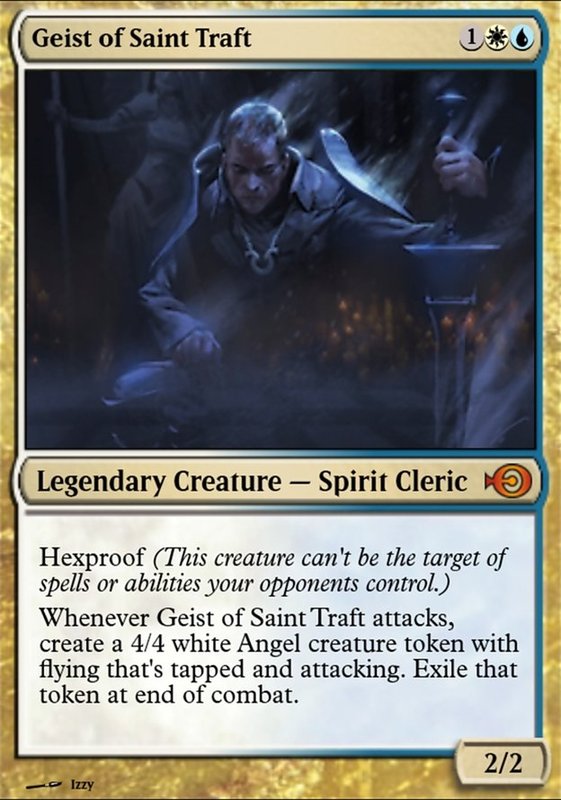 Geist of Saint Traft 1
Legendary Creature — Spirit Cleric
Hexproof (This creature can't be the target of
spells or abilities your opponents control.)
Whenever Geist of Saint Traft attacks,
create a 4/4 white Angel creature token with
flying that's tapped and attacking. Exile that
token at end of combat.
2/2
Izzy